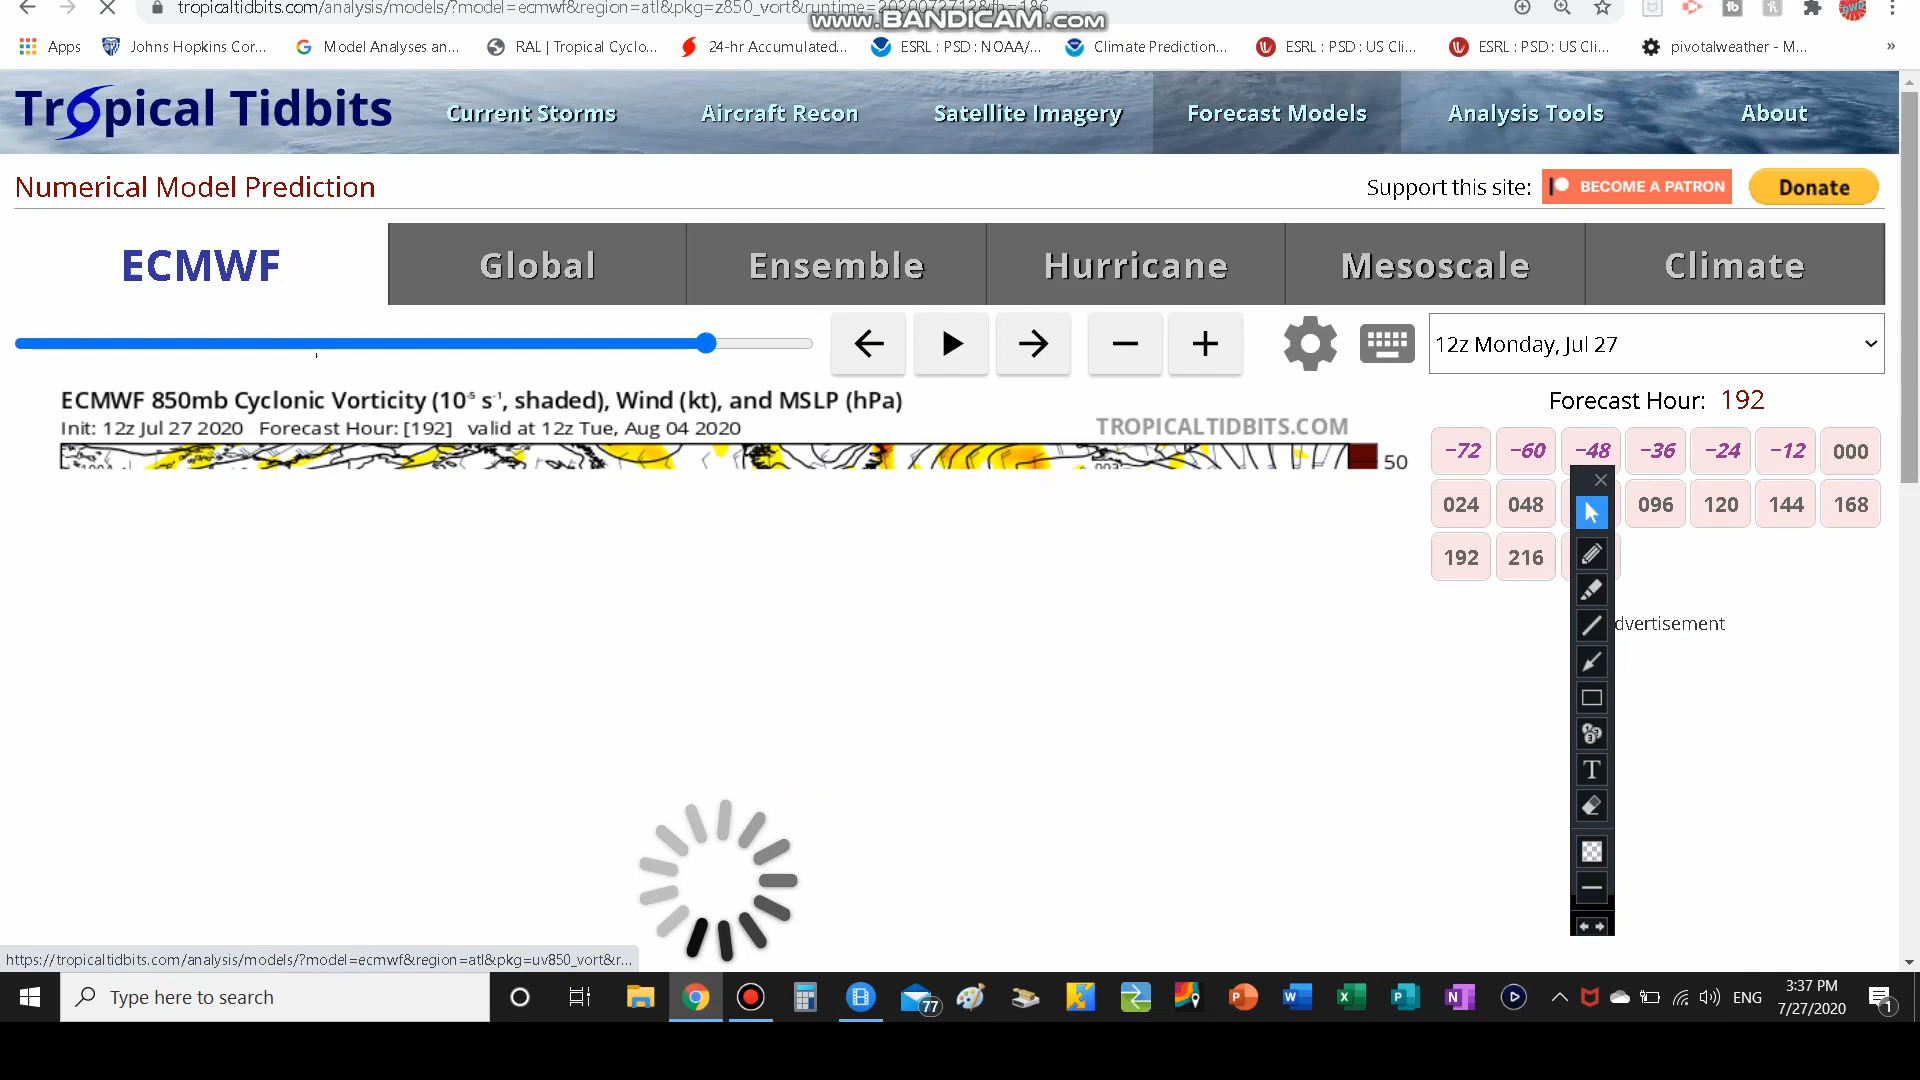 tropicaltidbits.com/analysis/models/?model=ecmwf&region=atl&pkg=z850_vort&runtime=2020072712&fh=186
www.BANDICAM.com
Apps Johns Hopkins Cor... Model Analyses an... RAL | Tropical Cyclo... 24-hr Accumulated... ESRL : PSD : NOAA/... Climate Prediction... ESRL : PSD : US Cli... ESRL : PSD : US Cli... pivotalweather - M... »
Tropical Tidbits Current Storms Aircraft Recon Satellite Imagery Forecast Models Analysis Tools About
Numerical Model Prediction Support this site: BECOME A PATRON Donate
ECMWF Global Ensemble Hurricane Mesoscale Climate
12z Monday, Jul 27
ECMWF 850mb Cyclonic Vorticity (10⁻⁵ s⁻¹, shaded), Wind (kt), and MSLP (hPa)
Init: 12z Jul 27 2020 Forecast Hour: [192] valid at 12z Tue, Aug 04 2020 TROPICALTIDBITS.COM
50
Forecast Hour: 192
-72 -60 -48 -36 -24 -12 000
024 048 096 120 144 168
192 216
dvertisement
T
https://tropicaltidbits.com/analysis/models/?model=ecmwf&region=atl&pkg=uv850_vort&r...
Type here to search 77 ENG 3:37 PM
7/27/2020 1